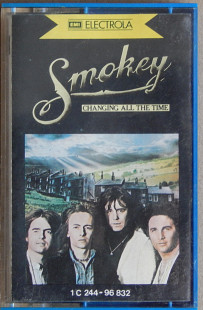 EMI ELECTROLA
Smokey
CHANGING ALL THE TIME
1 C 244-96 832